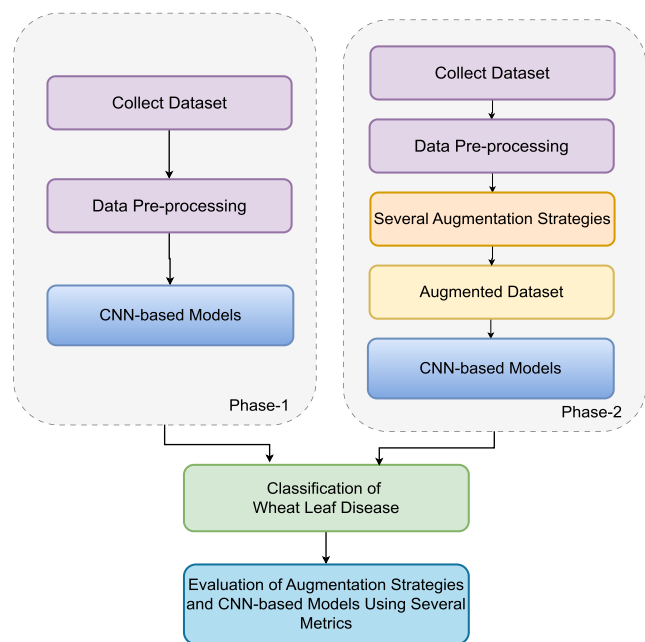 Collect Dataset
Data Pre-processing
CNN-based Models
Phase-1
Collect Dataset
Data Pre-processing
Several Augmentation Strategies
Augmented Dataset
CNN-based Models
Phase-2
Classification of
Wheat Leaf Disease
Evaluation of Augmentation Strategies
and CNN-based Models Using Several
Metrics